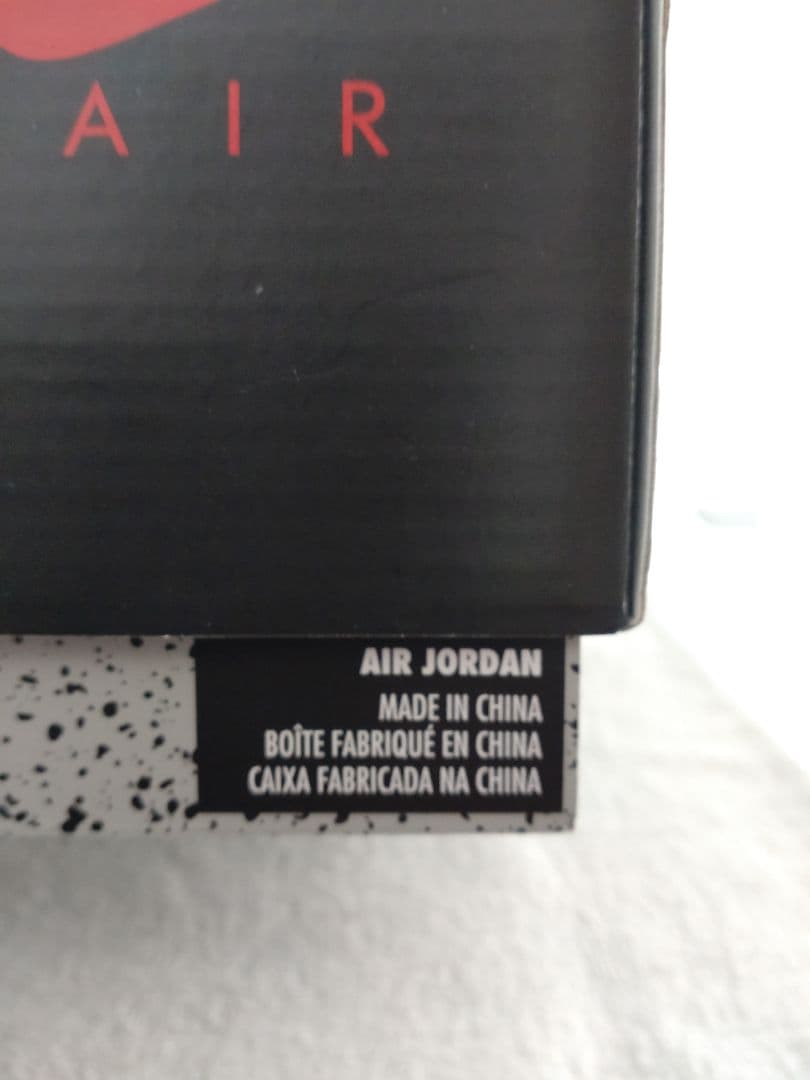 AIR
AIR JORDAN
MADE IN CHINA
BOÎTE FABRIQUÉ EN CHINA
CAIXA FABRICADA NA CHINA